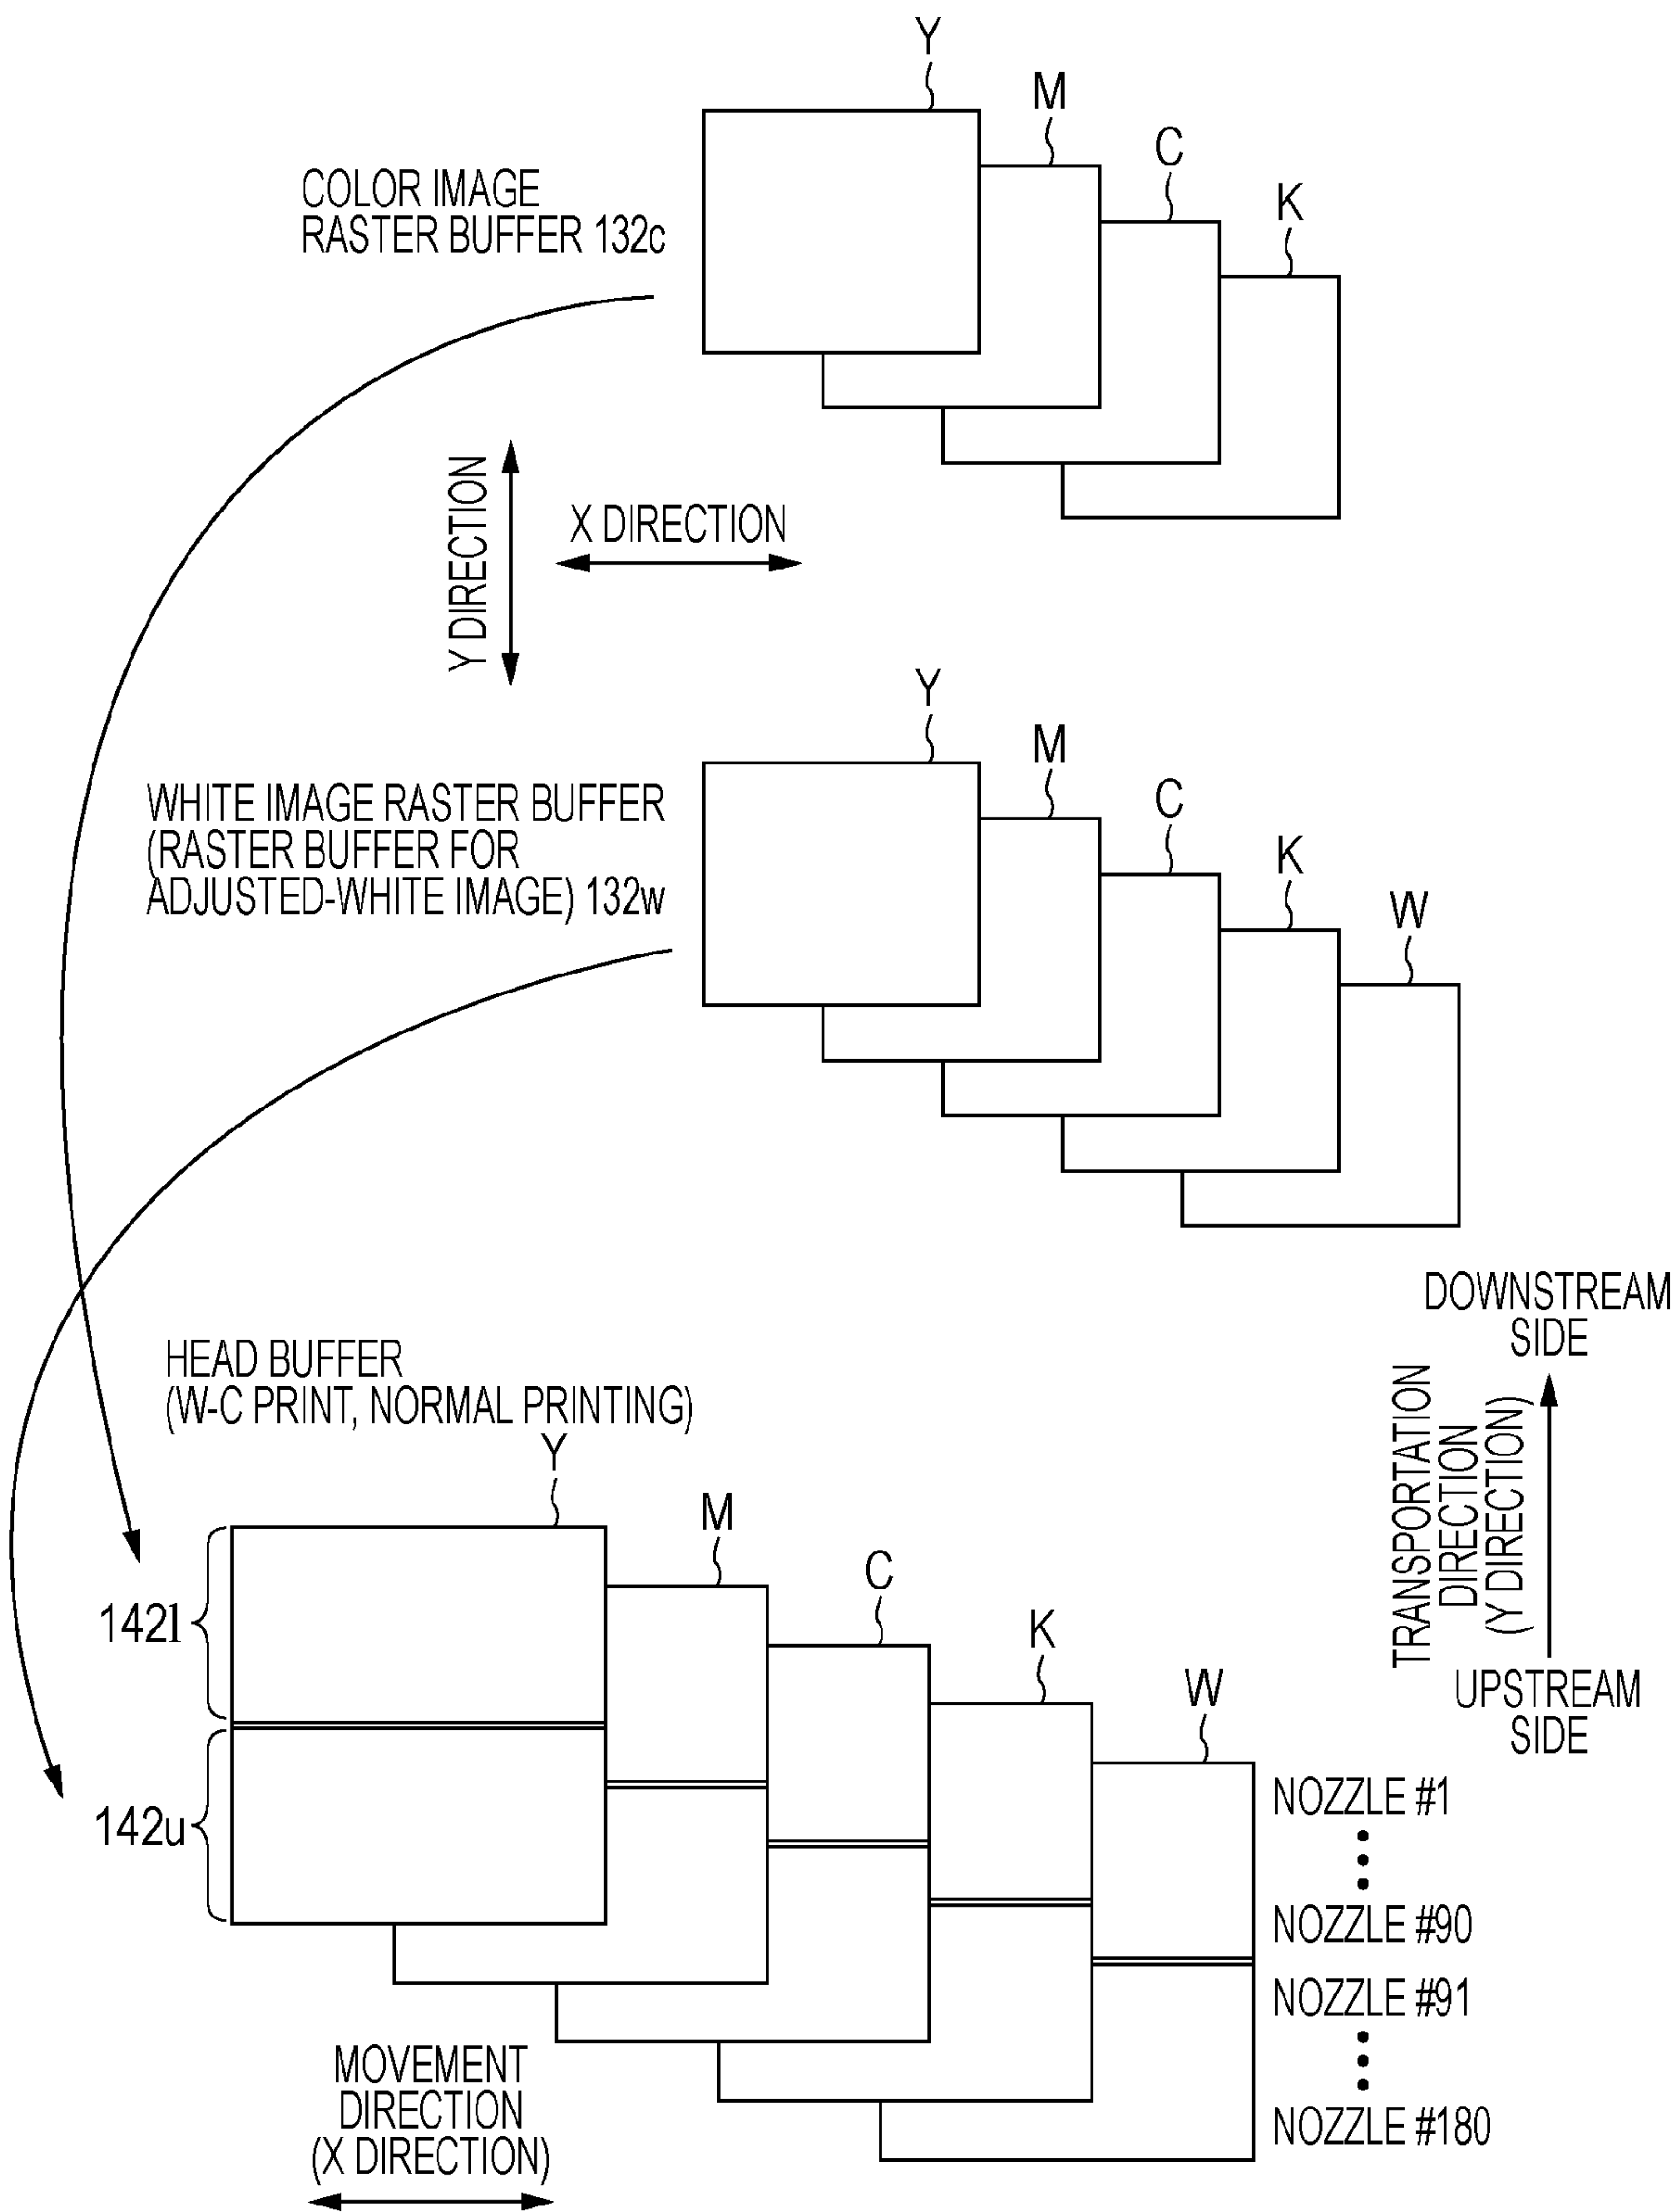 Y
M
C
K
COLOR IMAGE
RASTER BUFFER 132c
Y DIRECTION
X DIRECTION
Y
M
C
K
W
WHITE IMAGE RASTER BUFFER
(RASTER BUFFER FOR
ADJUSTED-WHITE IMAGE) 132w
DOWNSTREAM
SIDE
TRANSPORTATION
DIRECTION
(Y DIRECTION)
UPSTREAM
SIDE
HEAD BUFFER
(W-C PRINT, NORMAL PRINTING)
Y
M
C
K
W
142l
142u
NOZZLE #1
NOZZLE #90
NOZZLE #91
NOZZLE #180
MOVEMENT
DIRECTION
(X DIRECTION)